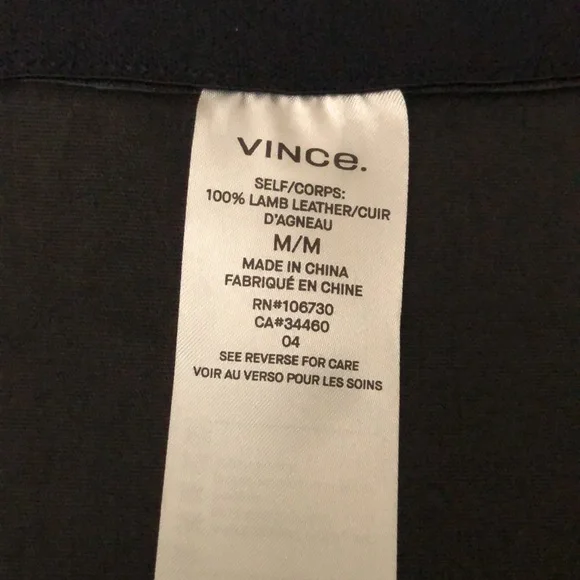 VINCe.
SELF/CORPS:
100% LAMB LEATHER/CUIR
D'AGNEAU
M/M
MADE IN CHINA
FABRIQUÉ EN CHINE
RN#106730
CA#34460
04
SEE REVERSE FOR CARE
VOIR AU VERSO POUR LES SOINS